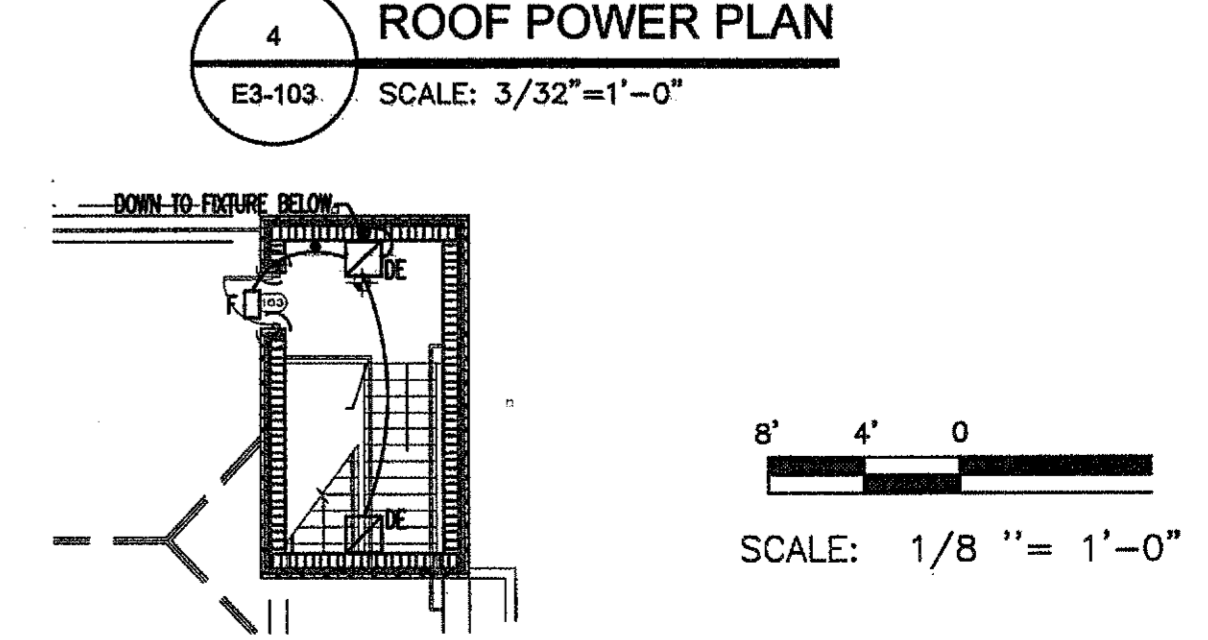 4
ROOF POWER PLAN
E3-103
SCALE: 3/32"=1'-0"
DOWN TO FIXTURE BELOW
DE
F
103
DE
8' 4' 0
SCALE: 1/8 "= 1'-0"